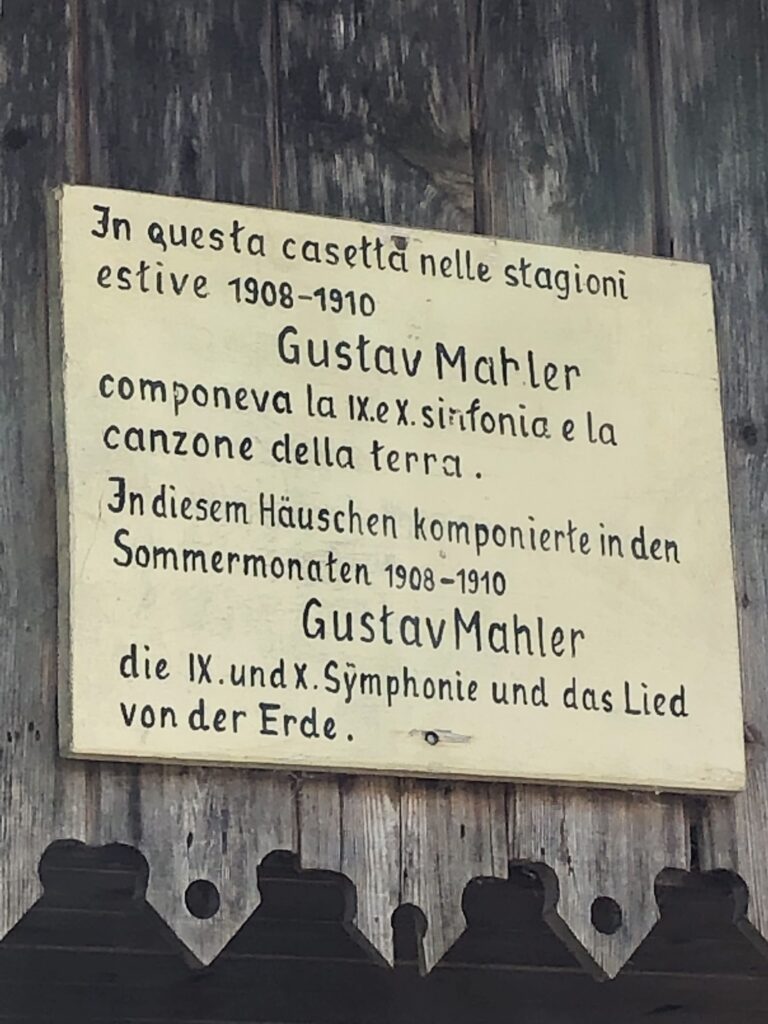 In questa casetta nelle stagioni
estive 1908-1910
Gustav Mahler
componeva la IX.e X. sinfonia e la
canzone della terra.
In diesem Häuschen komponierte in den
Sommermonaten 1908-1910
Gustav Mahler
die IX. und X. Sÿmphonie und das Lied
von der Erde.